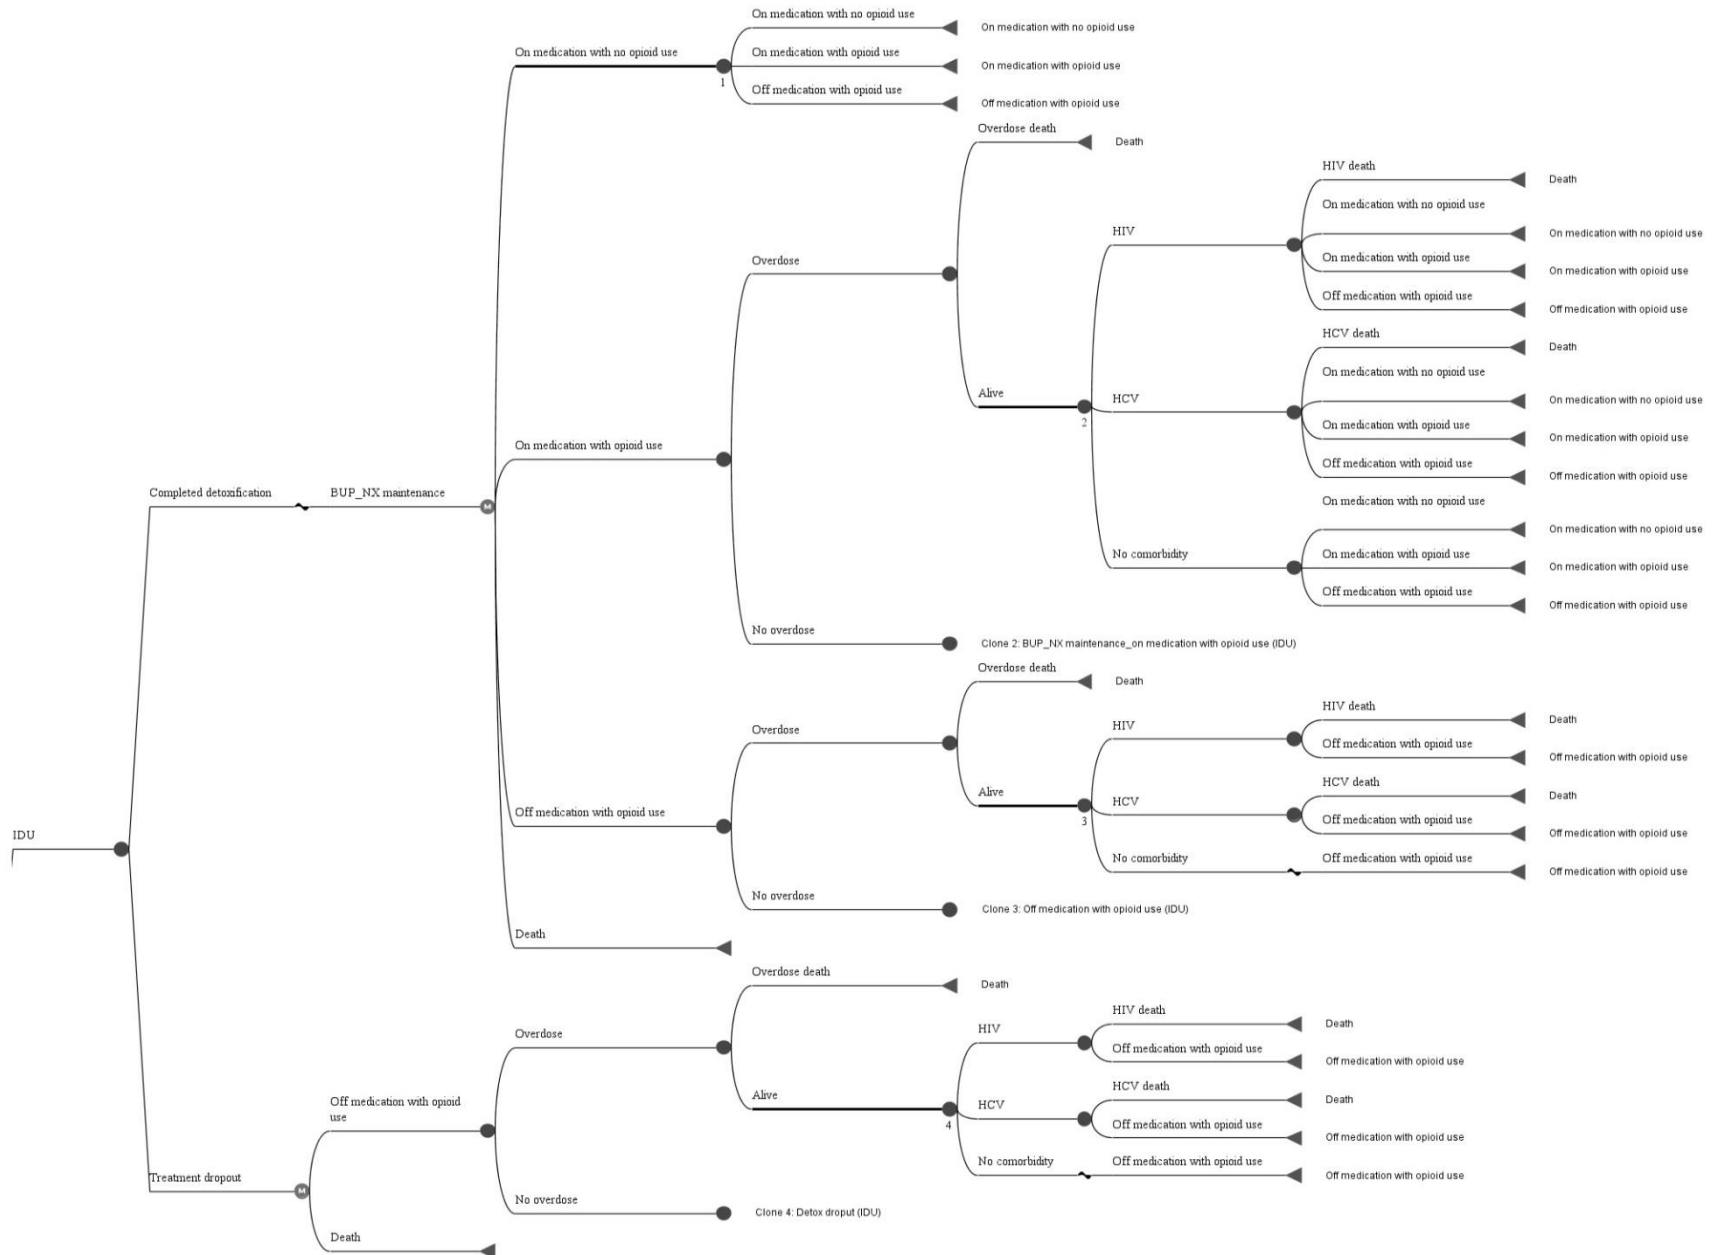 On medication with no opioid use
On medication with no opioid use
On medication with no opioid use
On medication with opioid use
On medication with opioid use
1
Off medication with opioid use
Off medication with opioid use
Overdose death
Death
HIV death
Death
On medication with no opioid use
HIV
On medication with no opioid use
Overdose
On medication with opioid use
On medication with opioid use
Off medication with opioid use
Off medication with opioid use
HCV death
Death
On medication with no opioid use
Alive
HCV
On medication with no opioid use
2
On medication with opioid use
On medication with opioid use
On medication with opioid use
Off medication with opioid use
Off medication with opioid use
Completed detoxification
BUP_NX maintenance
M
On medication with no opioid use
On medication with no opioid use
No comorbidity
On medication with opioid use
On medication with opioid use
Off medication with opioid use
Off medication with opioid use
No overdose
Clone 2: BUP_NX maintenance_on medication with opioid use (IDU)
Overdose death
Death
HIV death
Death
Overdose
HIV
Off medication with opioid use
Off medication with opioid use
HCV death
Death
Alive
HCV
Off medication with opioid use
3
Off medication with opioid use
Off medication with opioid use
IDU
No comorbidity
Off medication with opioid use
Off medication with opioid use
No overdose
Clone 3: Off medication with opioid use (IDU)
Death
Overdose death
Death
HIV death
Death
Overdose
HIV
Off medication with opioid use
Off medication with opioid use
HCV death
Death
Off medication with opioid
use
Alive
HCV
Off medication with opioid use
4
Off medication with opioid use
No comorbidity
Off medication with opioid use
Off medication with opioid use
Treatment dropout
M
No overdose
Clone 4: Detox droput (IDU)
Death